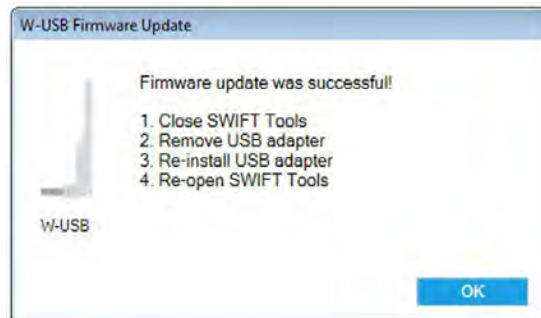 W-USB Firmware Update
Firmware update was successful!
1. Close SWIFT Tools
2. Remove USB adapter
3. Re-install USB adapter
4. Re-open SWIFT Tools
W-USB
OK